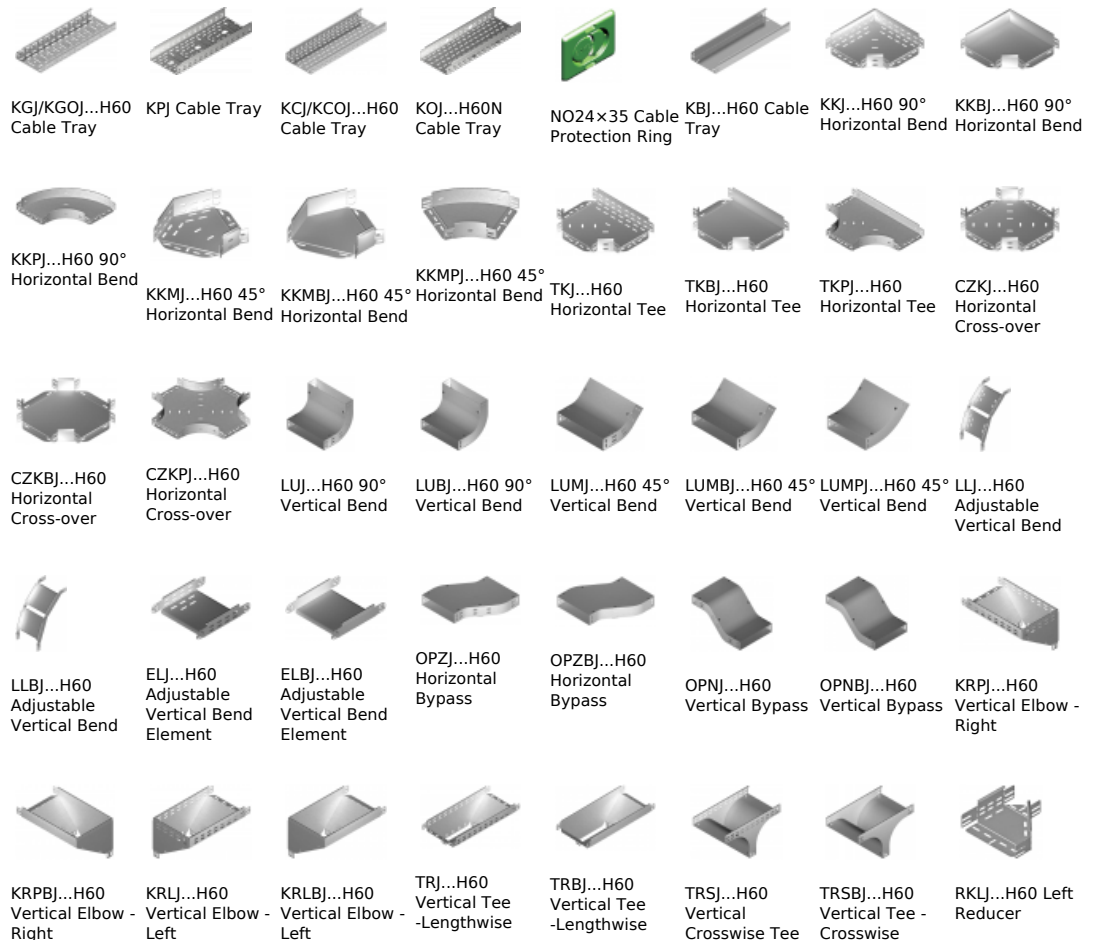 KGJ/KGOJ...H60
Cable Tray
KPJ Cable Tray
KCJ/KCOJ...H60
Cable Tray
KOJ...H60N
Cable Tray
NO24×35 Cable
Protection Ring
KBJ...H60 Cable
Tray
KKJ...H60 90°
Horizontal Bend
KKBJ...H60 90°
Horizontal Bend
KKPJ...H60 90°
Horizontal Bend
KKMJ...H60 45°
Horizontal Bend
KKMBJ...H60 45°
Horizontal Bend
KKMPJ...H60 45°
Horizontal Bend
TKJ...H60
Horizontal Tee
TKBJ...H60
Horizontal Tee
TKPJ...H60
Horizontal Tee
CZKJ...H60
Horizontal
Cross-over
CZKBJ...H60
Horizontal
Cross-over
CZKPJ...H60
Horizontal
Cross-over
LUJ...H60 90°
Vertical Bend
LUBJ...H60 90°
Vertical Bend
LUMJ...H60 45°
Vertical Bend
LUMBJ...H60 45°
Vertical Bend
LUMPJ...H60 45°
Vertical Bend
LLJ...H60
Adjustable
Vertical Bend
LLBJ...H60
Adjustable
Vertical Bend
ELJ...H60
Adjustable
Vertical Bend
Element
ELBJ...H60
Adjustable
Vertical Bend
Element
OPZJ...H60
Horizontal
Bypass
OPZBJ...H60
Horizontal
Bypass
OPNJ...H60
Vertical Bypass
OPNBJ...H60
Vertical Bypass
KRPJ...H60
Vertical Elbow -
Right
KRPBJ...H60
Vertical Elbow -
Right
KRLJ...H60
Vertical Elbow -
Left
KRLBJ...H60
Vertical Elbow -
Left
TRJ...H60
Vertical Tee
-Lengthwise
TRBJ...H60
Vertical Tee
-Lengthwise
TRSJ...H60
Vertical
Crosswise Tee
TRSBJ...H60
Vertical Tee -
Crosswise
RKLJ...H60 Left
Reducer